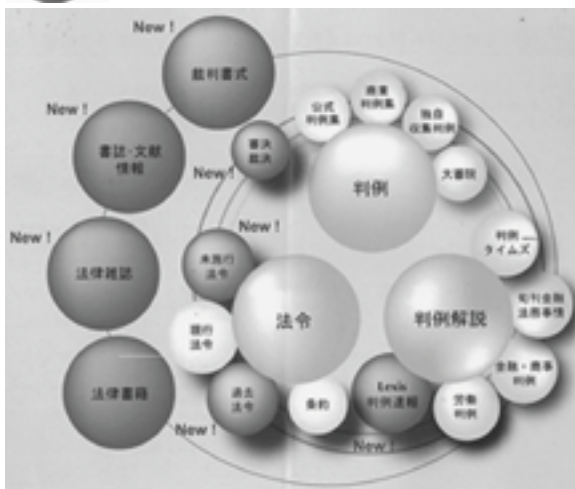 New !
裁判書式
New !
書誌・文献
情報
New !
法律雑誌
法律書籍
New !
審決
裁決
New !
未施行
法令
現行
法令
過去
法令
New !
公式
判例集
商業
判例集
独自
収集判例
大審院
判例
判例
タイムズ
旬刊金融
法務事情
金融・商事
判例
労働
判例
Lexis
判例速報
New !
条約
法令
判例解説